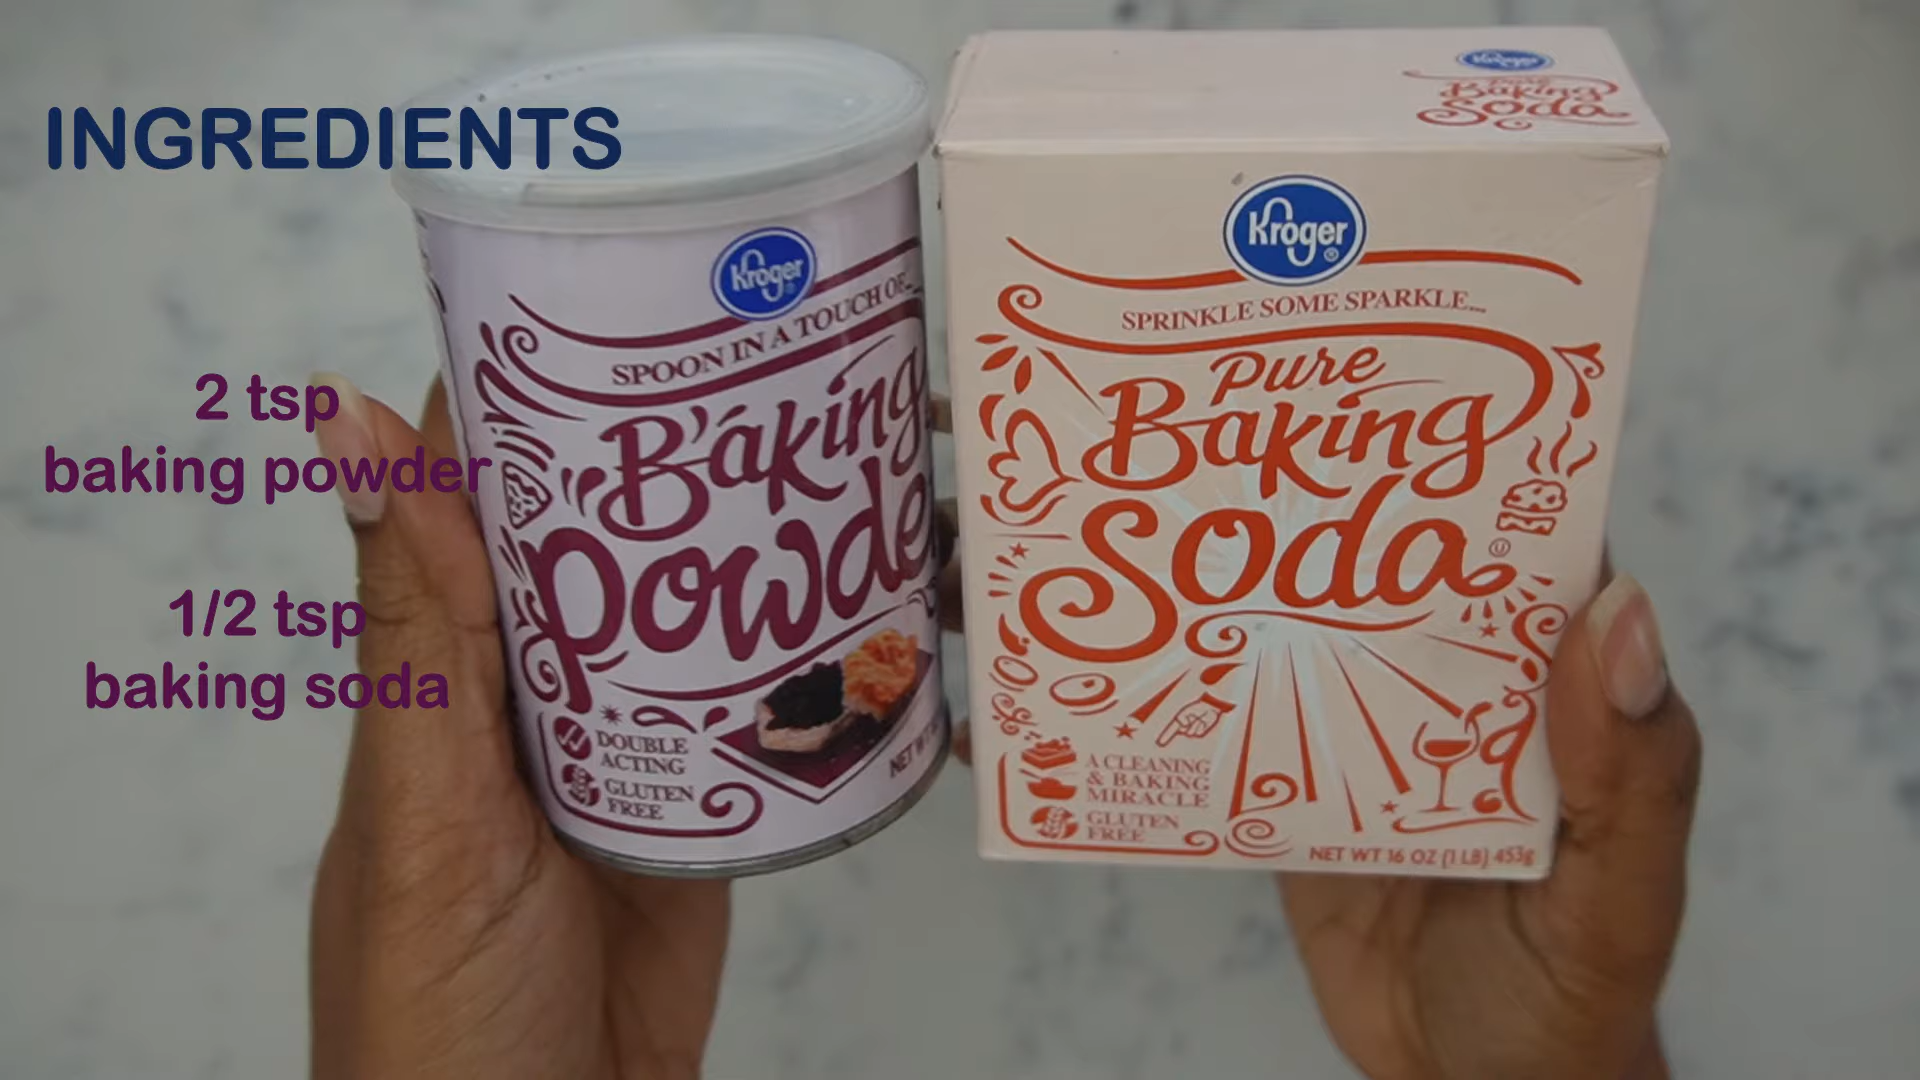 INGREDIENTS
2 tsp
baking powder
1/2 tsp
baking soda
Kroger
SPOON IN A TOUCH OF...
Baking
Powder
DOUBLE
ACTING
GLUTEN
FREE
NET WT
Kroger
Pure
Baking
Soda
Kroger®
SPRINKLE SOME SPARKLE...
Pure
Baking
Soda
A CLEANING
& BAKING
MIRACLE
GLUTEN
FREE
NET WT 16 OZ (1 LB) 453g